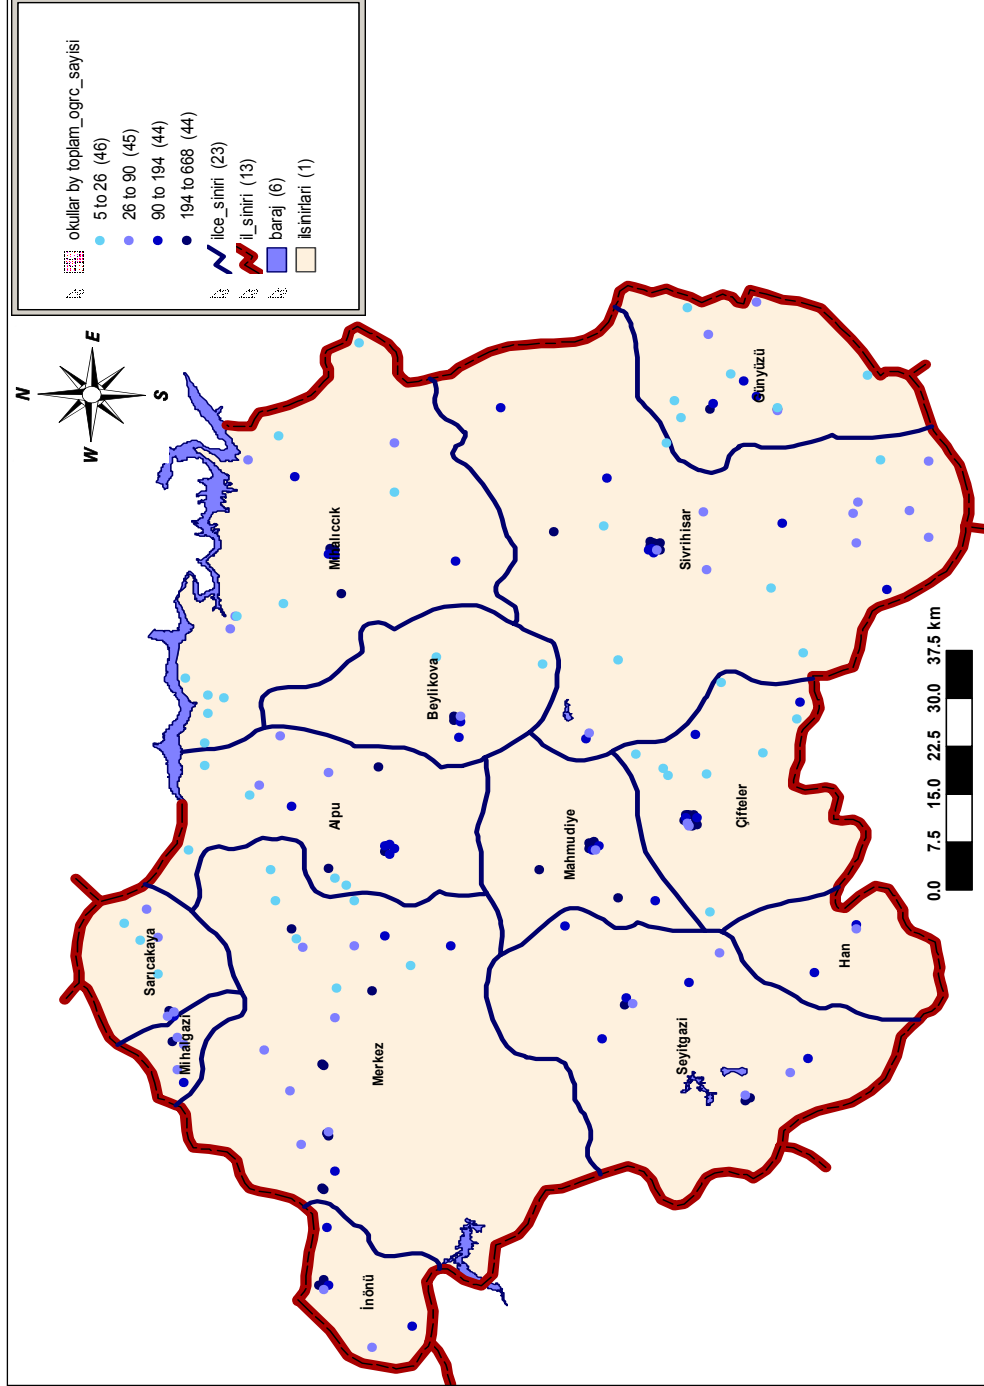 okullar by toplam_ogrc_sayisi
5 to 26 (46)
26 to 90 (45)
90 to 194 (44)
194 to 668 (44)
ilce_siniri (23)
il_siniri (13)
baraj (6)
ilsinirlari (1)
N
E
S
W
Sarıcakaya
Mihalgazi
Merkez
İnönü
Alpu
Beylikova
Mihalıccık
Mahmudiye
Sivrihisar
Günyüzü
Çifteler
Seyitgazi
Han
0.0 7.5 15.0 22.5 30.0 37.5 km